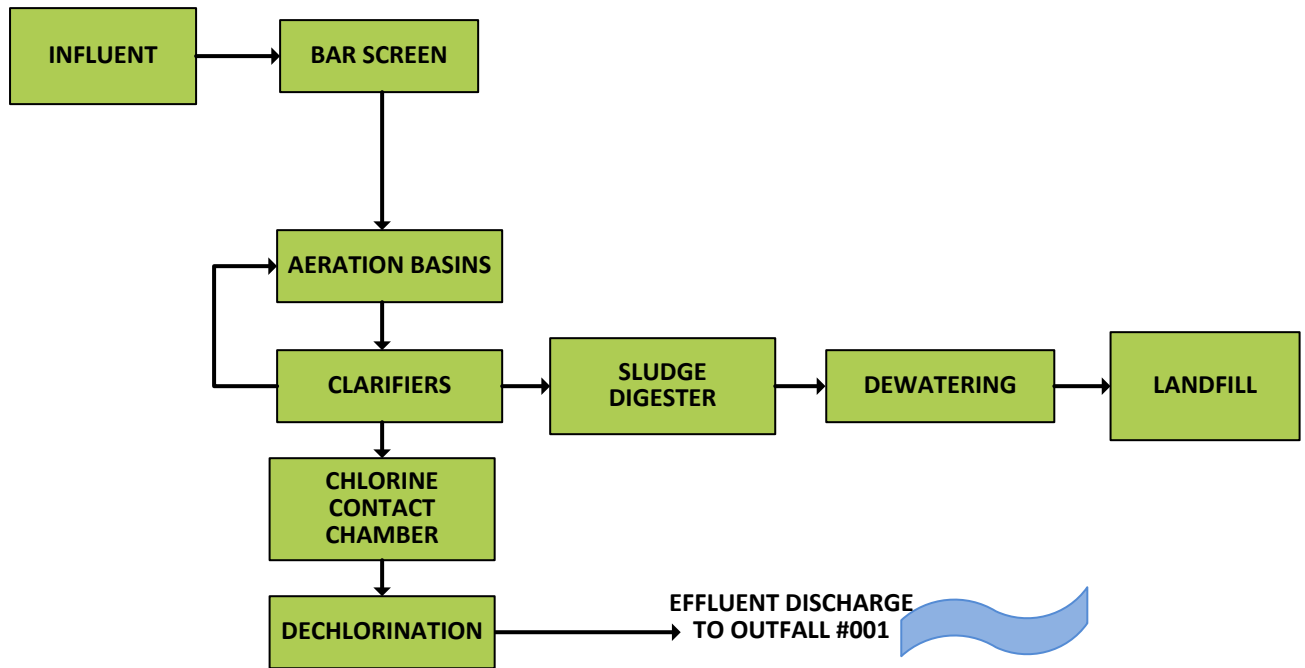 INFLUENT
BAR SCREEN
AERATION BASINS
CLARIFIERS
SLUDGE
DIGESTER
DEWATERING
LANDFILL
CHLORINE
CONTACT
CHAMBER
DECHLORINATION
EFFLUENT DISCHARGE
TO OUTFALL #001